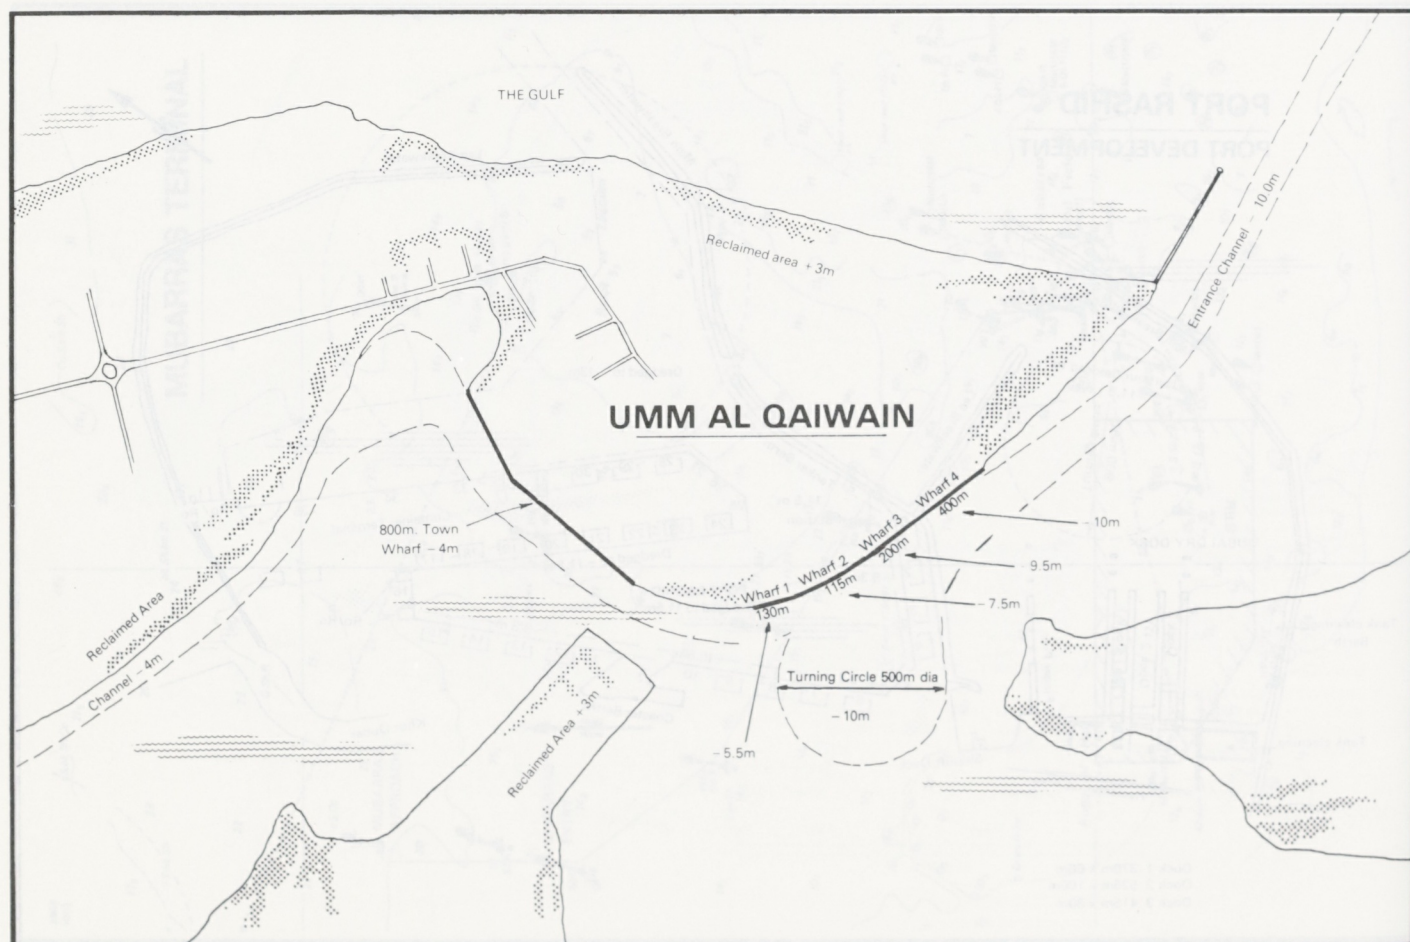 THE GULF
Reclaimed area + 3m
Entrance Channel - 10.0m
UMM AL QAIWAIN
800m. Town
Wharf - 4m
Wharf 4
400m
Wharf 3
200m
Wharf 2
115m
Wharf 1
130m
- 10m
- 9.5m
- 7.5m
- 5.5m
Reclaimed Area
Channel - 4m
Turning Circle 500m dia
- 10m
Reclaimed Area + 3m
PORT RASHID
PORT DEVELOPMENT
MUBARRAS TERMINAL